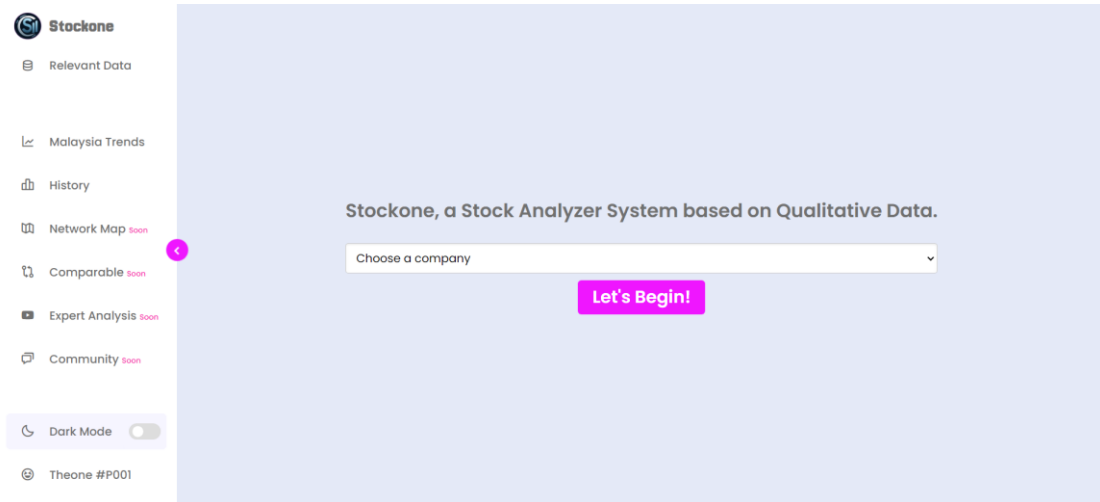 Stockone
Relevant Data
Malaysia Trends
History
Network Map Soon
Comparable Soon
Expert Analysis Soon
Community Soon
Dark Mode
Theone #P001
Stockone, a Stock Analyzer System based on Qualitative Data.
Choose a company
Let's Begin!